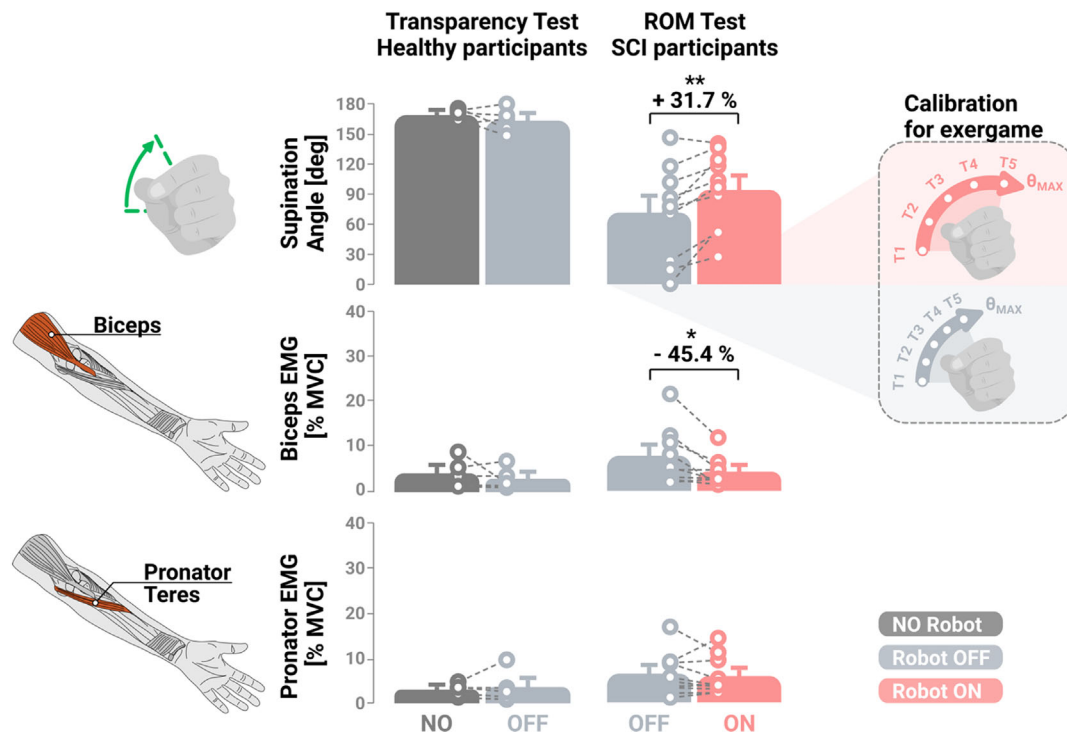 Transparency Test
Healthy participants
ROM Test
SCI participants
Supination
Angle [deg]
180
150
120
90
60
30
0
**
+ 31.7 %
Calibration
for exergame
T1
T2
T3
T4
T5
θMAX
T1
T2
T3
T4
T5
θMAX
Biceps
Biceps EMG
[% MVC]
40
30
20
10
0
*
- 45.4 %
Pronator
Teres
Pronator EMG
[% MVC]
40
30
20
10
0
NO
OFF
OFF
ON
NO Robot
Robot OFF
Robot ON